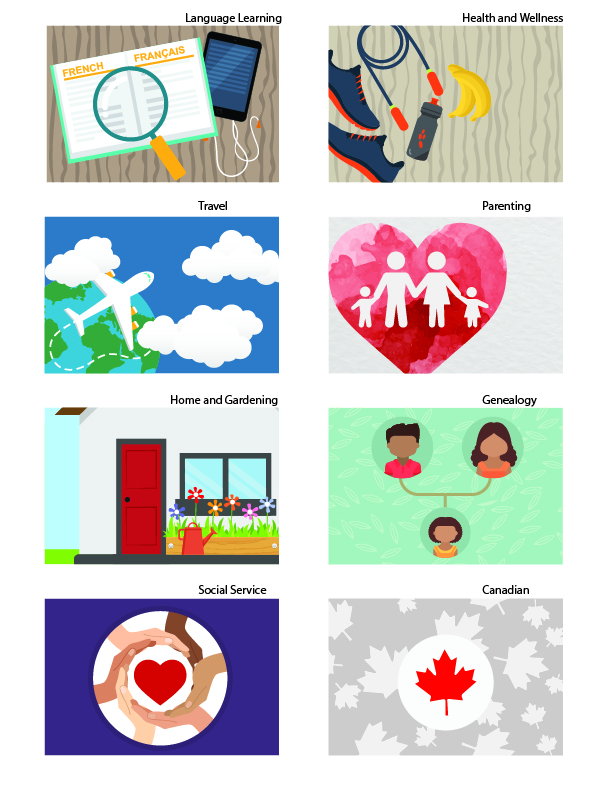 Language Learning
Health and Wellness
FRENCH
FRANÇAIS
Travel
Parenting
Home and Gardening
Genealogy
Social Service
Canadian